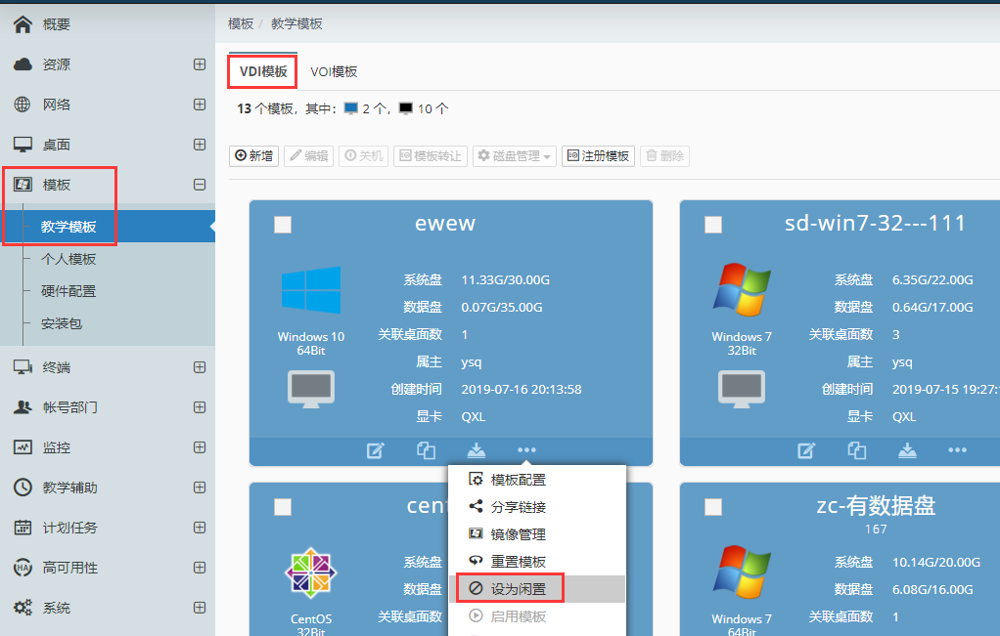 概要
资源
网络
桌面
模板
教学模板
个人模板
硬件配置
安装包
终端
帐号部门
监控
教学辅助
计划任务
HA 高可用性
系统
模板 / 教学模板
VDI模板 VOI模板
13 个模板，其中： 2 个， 10 个
新增 编辑 关机 模板转让 磁盘管理 注册模板 删除
ewew
Windows 10
64Bit
系统盘 11.33G/30.00G
数据盘 0.07G/35.00G
关联桌面数 1
属主 ysq
创建时间 2019-07-16 20:13:58
显卡 QXL
sd-win7-32---111
Windows 7
32Bit
系统盘 6.35G/22.00G
数据盘 0.64G/17.00G
关联桌面数 3
属主 ysq
创建时间 2019-07-15 19:27:
显卡 QXL
模板配置
分享链接
镜像管理
重置模板
设为闲置
启用模板
cent
CentOS
32Bit
系统盘
数据盘
关联桌面数
zc-有数据盘
167
Windows 7
64Bit
系统盘 10.14G/20.00G
数据盘 6.08G/16.00G
关联桌面数 1